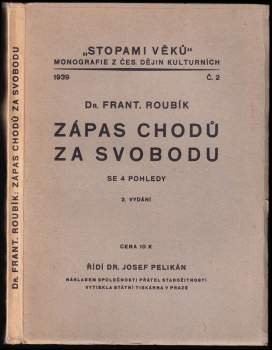 DR. FRANT. ROUBÍK: ZÁPAS CHODŮ ZA SVOBODU
„STOPAMI VĚKŮ"
MONOGRAFIE Z ČES. DĚJIN KULTURNÍCH
1939 Č. 2
DR. FRANT. ROUBÍK
ZÁPAS CHODŮ
ZA SVOBODU
SE 4 POHLEDY
2. VYDÁNÍ
CENA 10 K
ŘÍDÍ DR. JOSEF PELIKÁN
NÁKLADEM SPOLEČNOSTI PŘÁTEL STAROŽITNOSTÍ
VYTISKLA STÁTNÍ TISKÁRNA V PRAZE